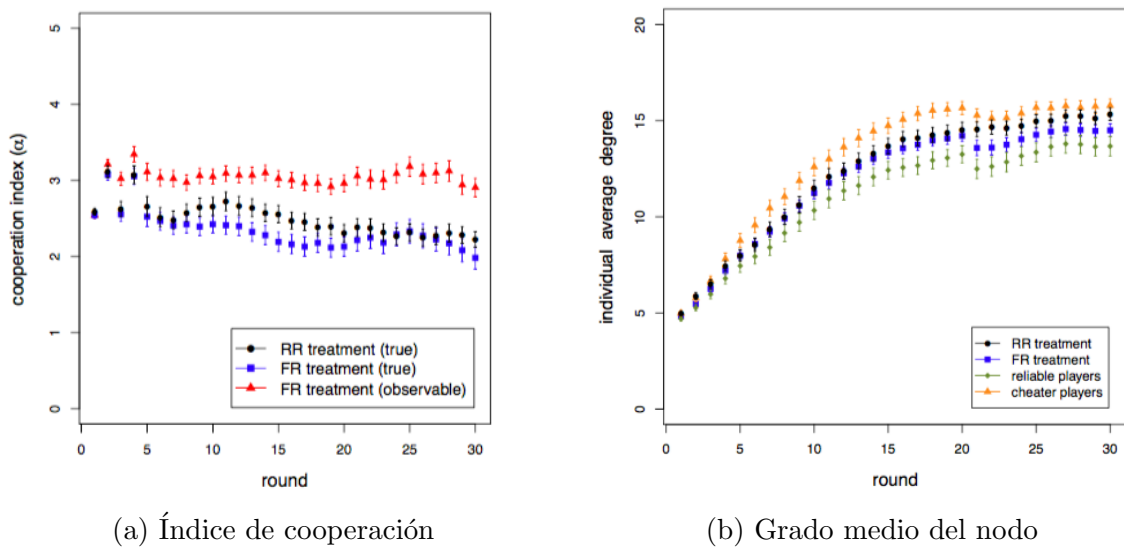 cooperation index (α)
5
4
3
2
1
0
RR treatment (true)
FR treatment (true)
FR treatment (observable)
0 5 10 15 20 25 30
round
(a) Índice de cooperación
individual average degree
20
15
10
5
0
RR treatment
FR treatment
reliable players
cheater players
0 5 10 15 20 25 30
round
(b) Grado medio del nodo